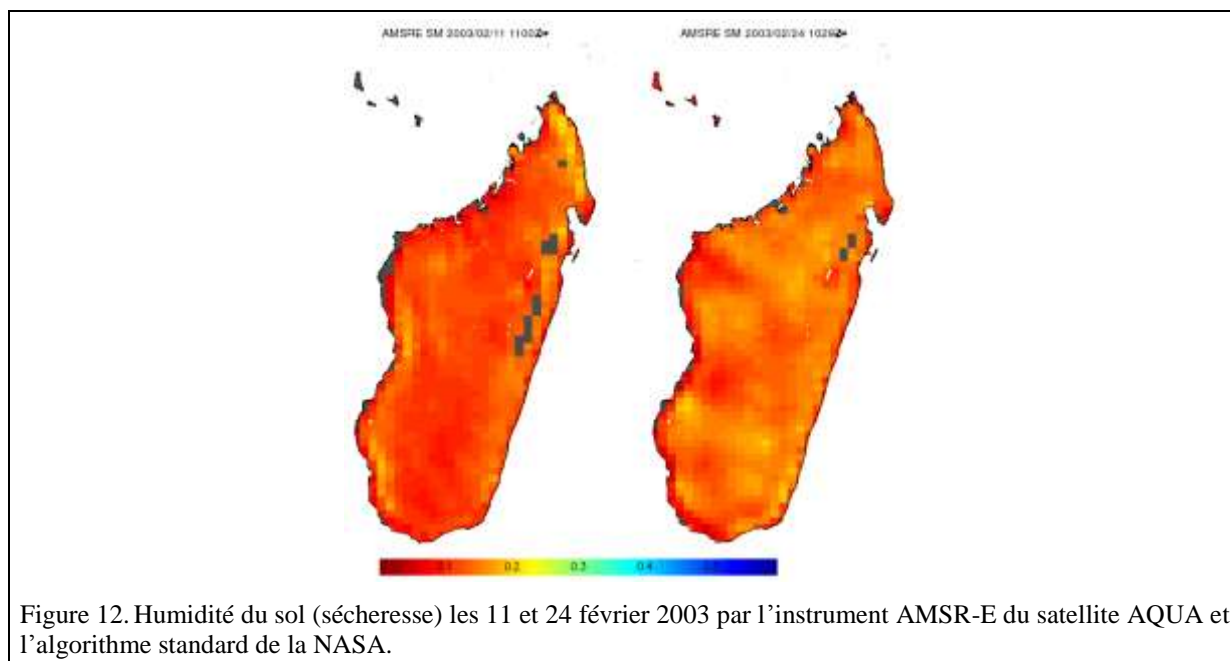 AMSRE SM 2003/02/11
AMSRE SM 2003/02/24
0.1 0.2 0.3 0.4
Figure 12. Humidité du sol (sécheresse) les 11 et 24 février 2003 par l’instrument AMSR-E du satellite AQUA et
l’algorithme standard de la NASA.